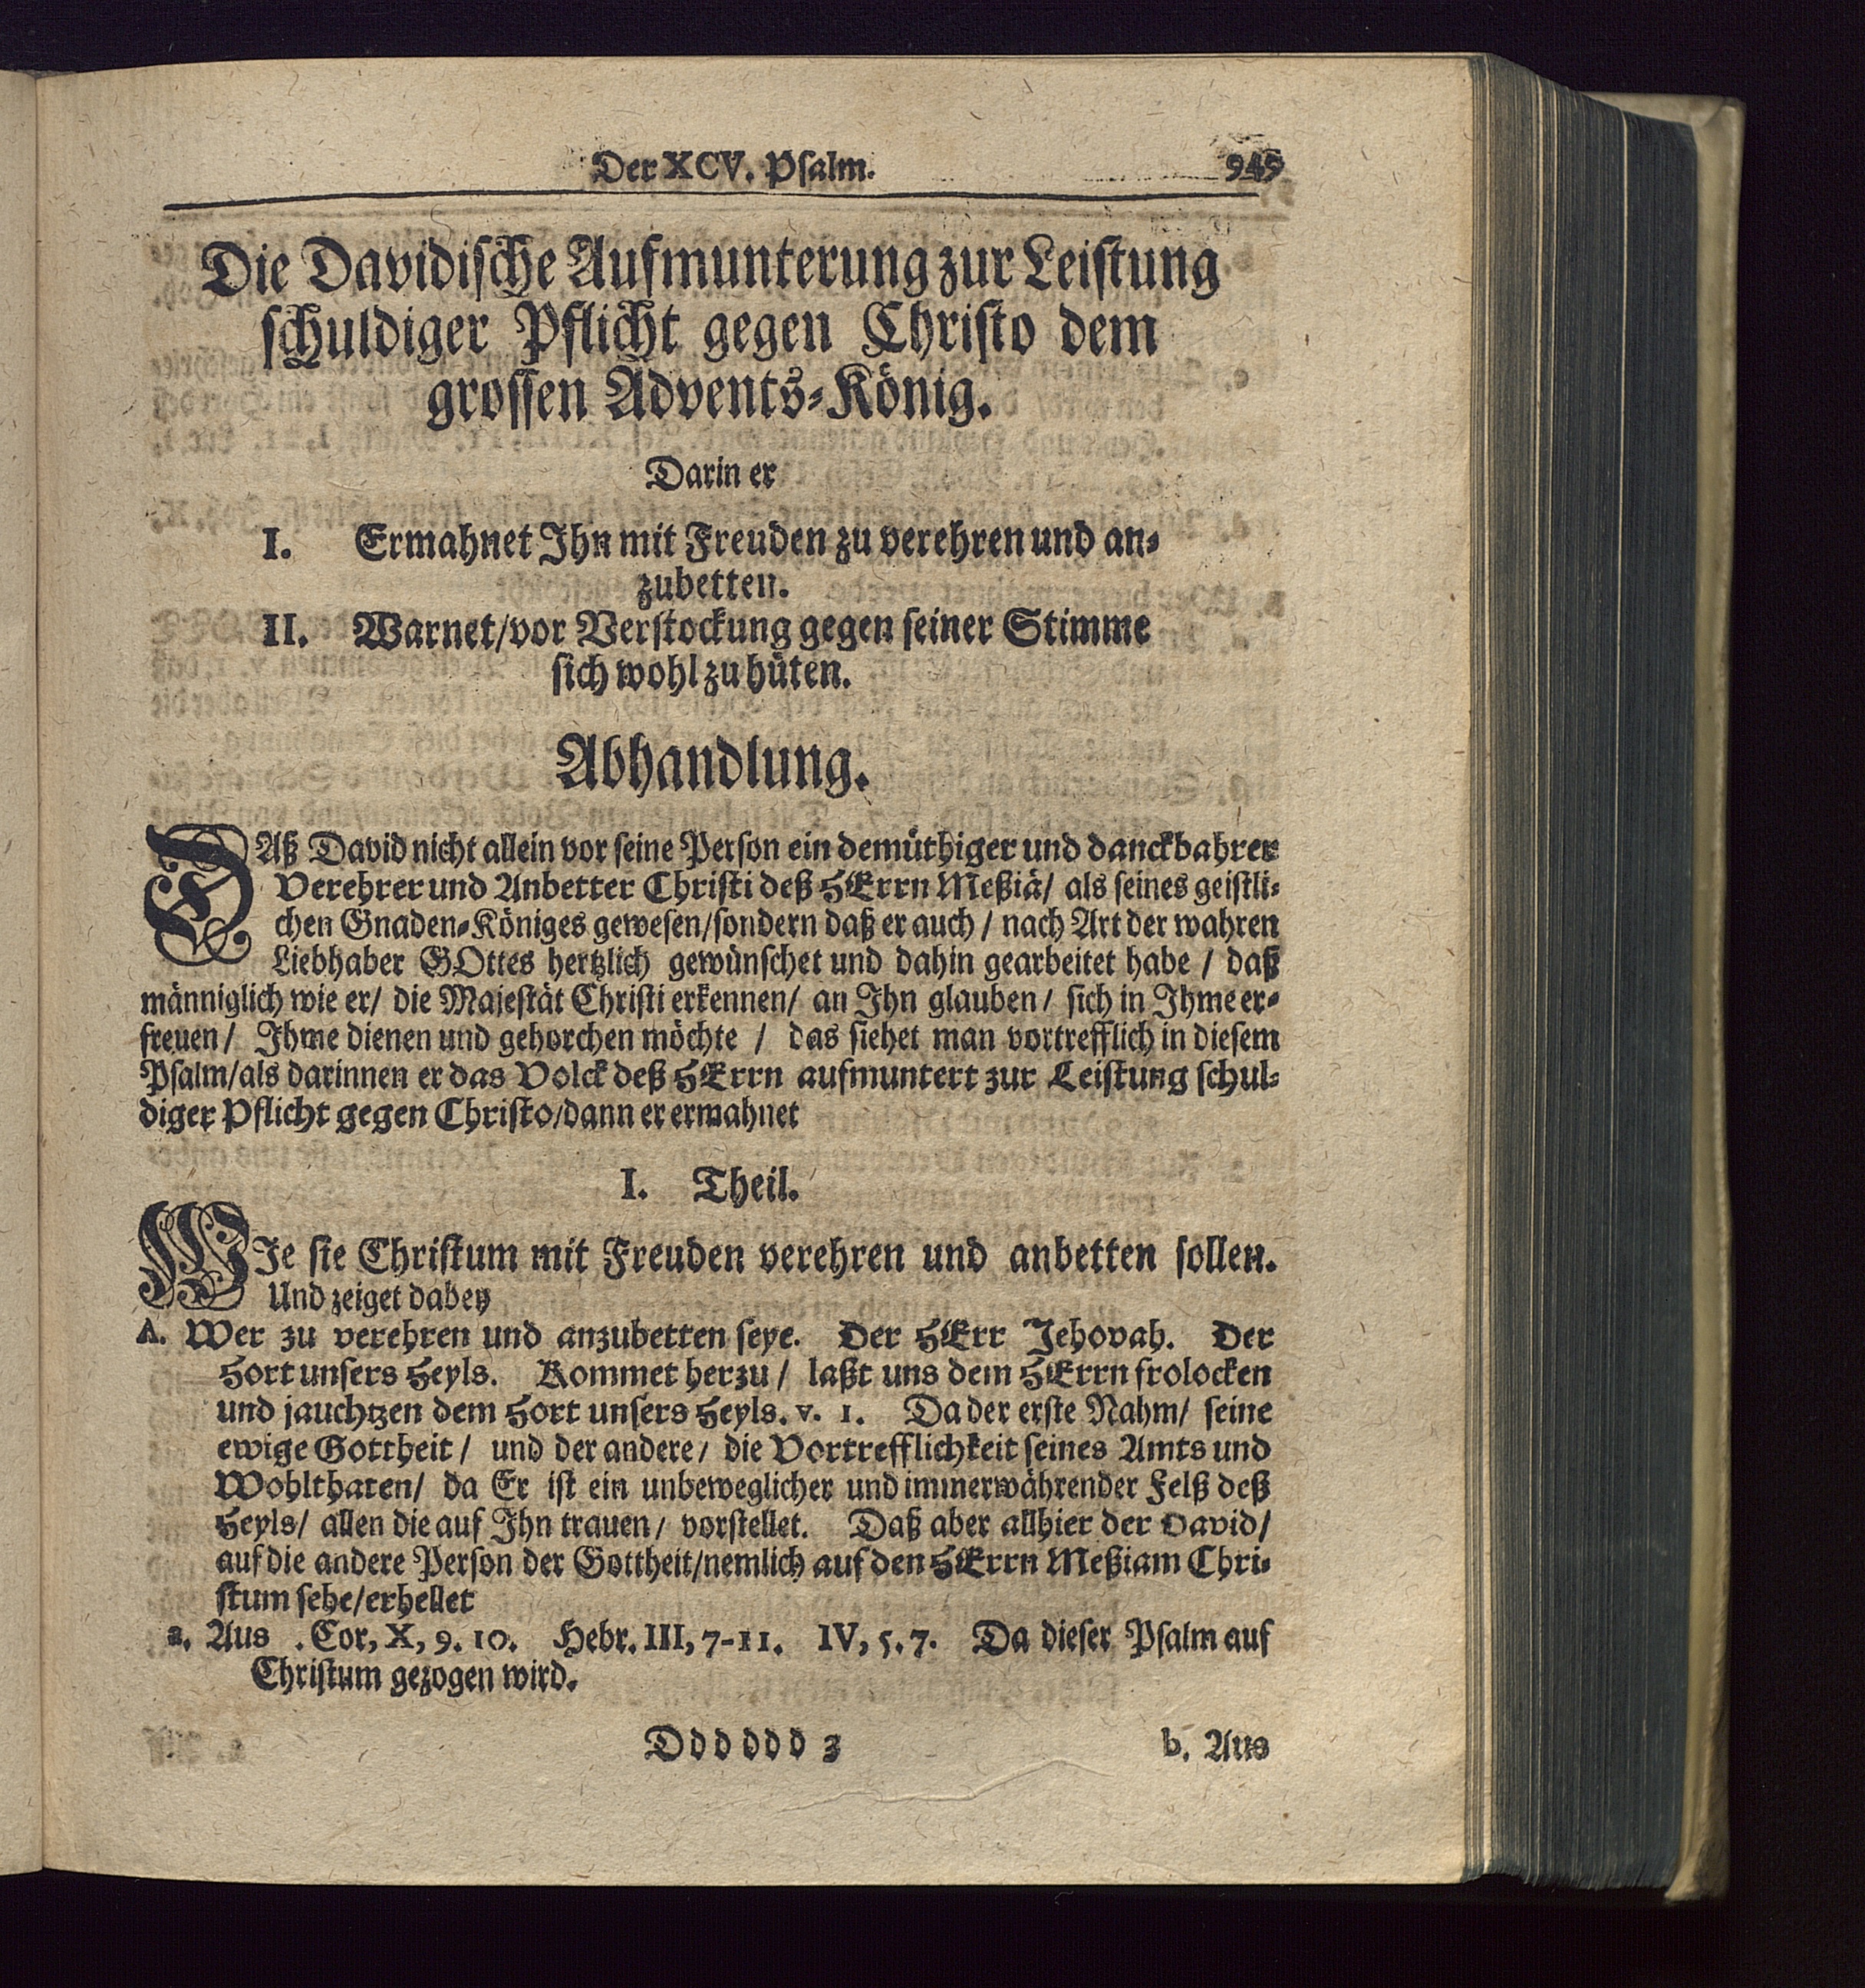 Der XCV. Psalm. 949
Die Davidische Aufmunterung zur Leistung
schuldiger Pflicht gegen Christo dem
grossen Advents-König.
Darin er
I. Ermahnet Ihn mit Freuden zu verehren und an-
zubetten.
II. Warnet/vor Verstockung gegen seiner Stimme
sich wohl zu hüten.
Abhandlung.
DAß David nicht allein vor seine Person ein demüthiger und danckbahrer
Verehrer und Anbetter Christi deß HErrn Meßiä/ als seines geistli-
chen Gnaden-Königes gewesen/sondern daß er auch / nach Art der wahren
Liebhaber GOttes hertzlich gewünschet und dahin gearbeitet habe / daß
männiglich wie er/ die Majestät Christi erkennen/ an Ihn glauben/ sich in Ihme er-
freuen/ Ihme dienen und gehorchen möchte / das siehet man vortrefflich in diesem
Psalm/als darinnen er das Volck deß HErrn aufmuntert zur Leistung schul-
diger Pflicht gegen Christo/dann er ermahnet
I. Theil.
WIe sie Christum mit Freuden verehren und anbetten sollen.
Und zeiget dabey
A. Wer zu verehren und anzubetten seye. Der HErr Jehovah. Der
Hort unsers Heyls. Kommet herzu/ laßt uns dem HErrn frolocken
und jauchtzen dem Hort unsers Heyls. v. 1. Da der erste Nahm/ seine
ewige Gottheit/ und der andere/ die Vortrefflichkeit seines Amts und
Wohlthaten/ da Er ist ein unbeweglicher und immerwährender Felß deß
Heyls/ allen die auf Ihn trauen/ vorstellet. Daß aber allhier der David/
auf die andere Person der Gottheit/nemlich auf den HErrn Meßiam Chri-
stum sehe/erhellet
a. Aus . Cor, X, 9. 10. Hebr. III, 7-11. IV, 5. 7. Da dieser Psalm auf
Christum gezogen wird.
Dddddd 3 b. Aus